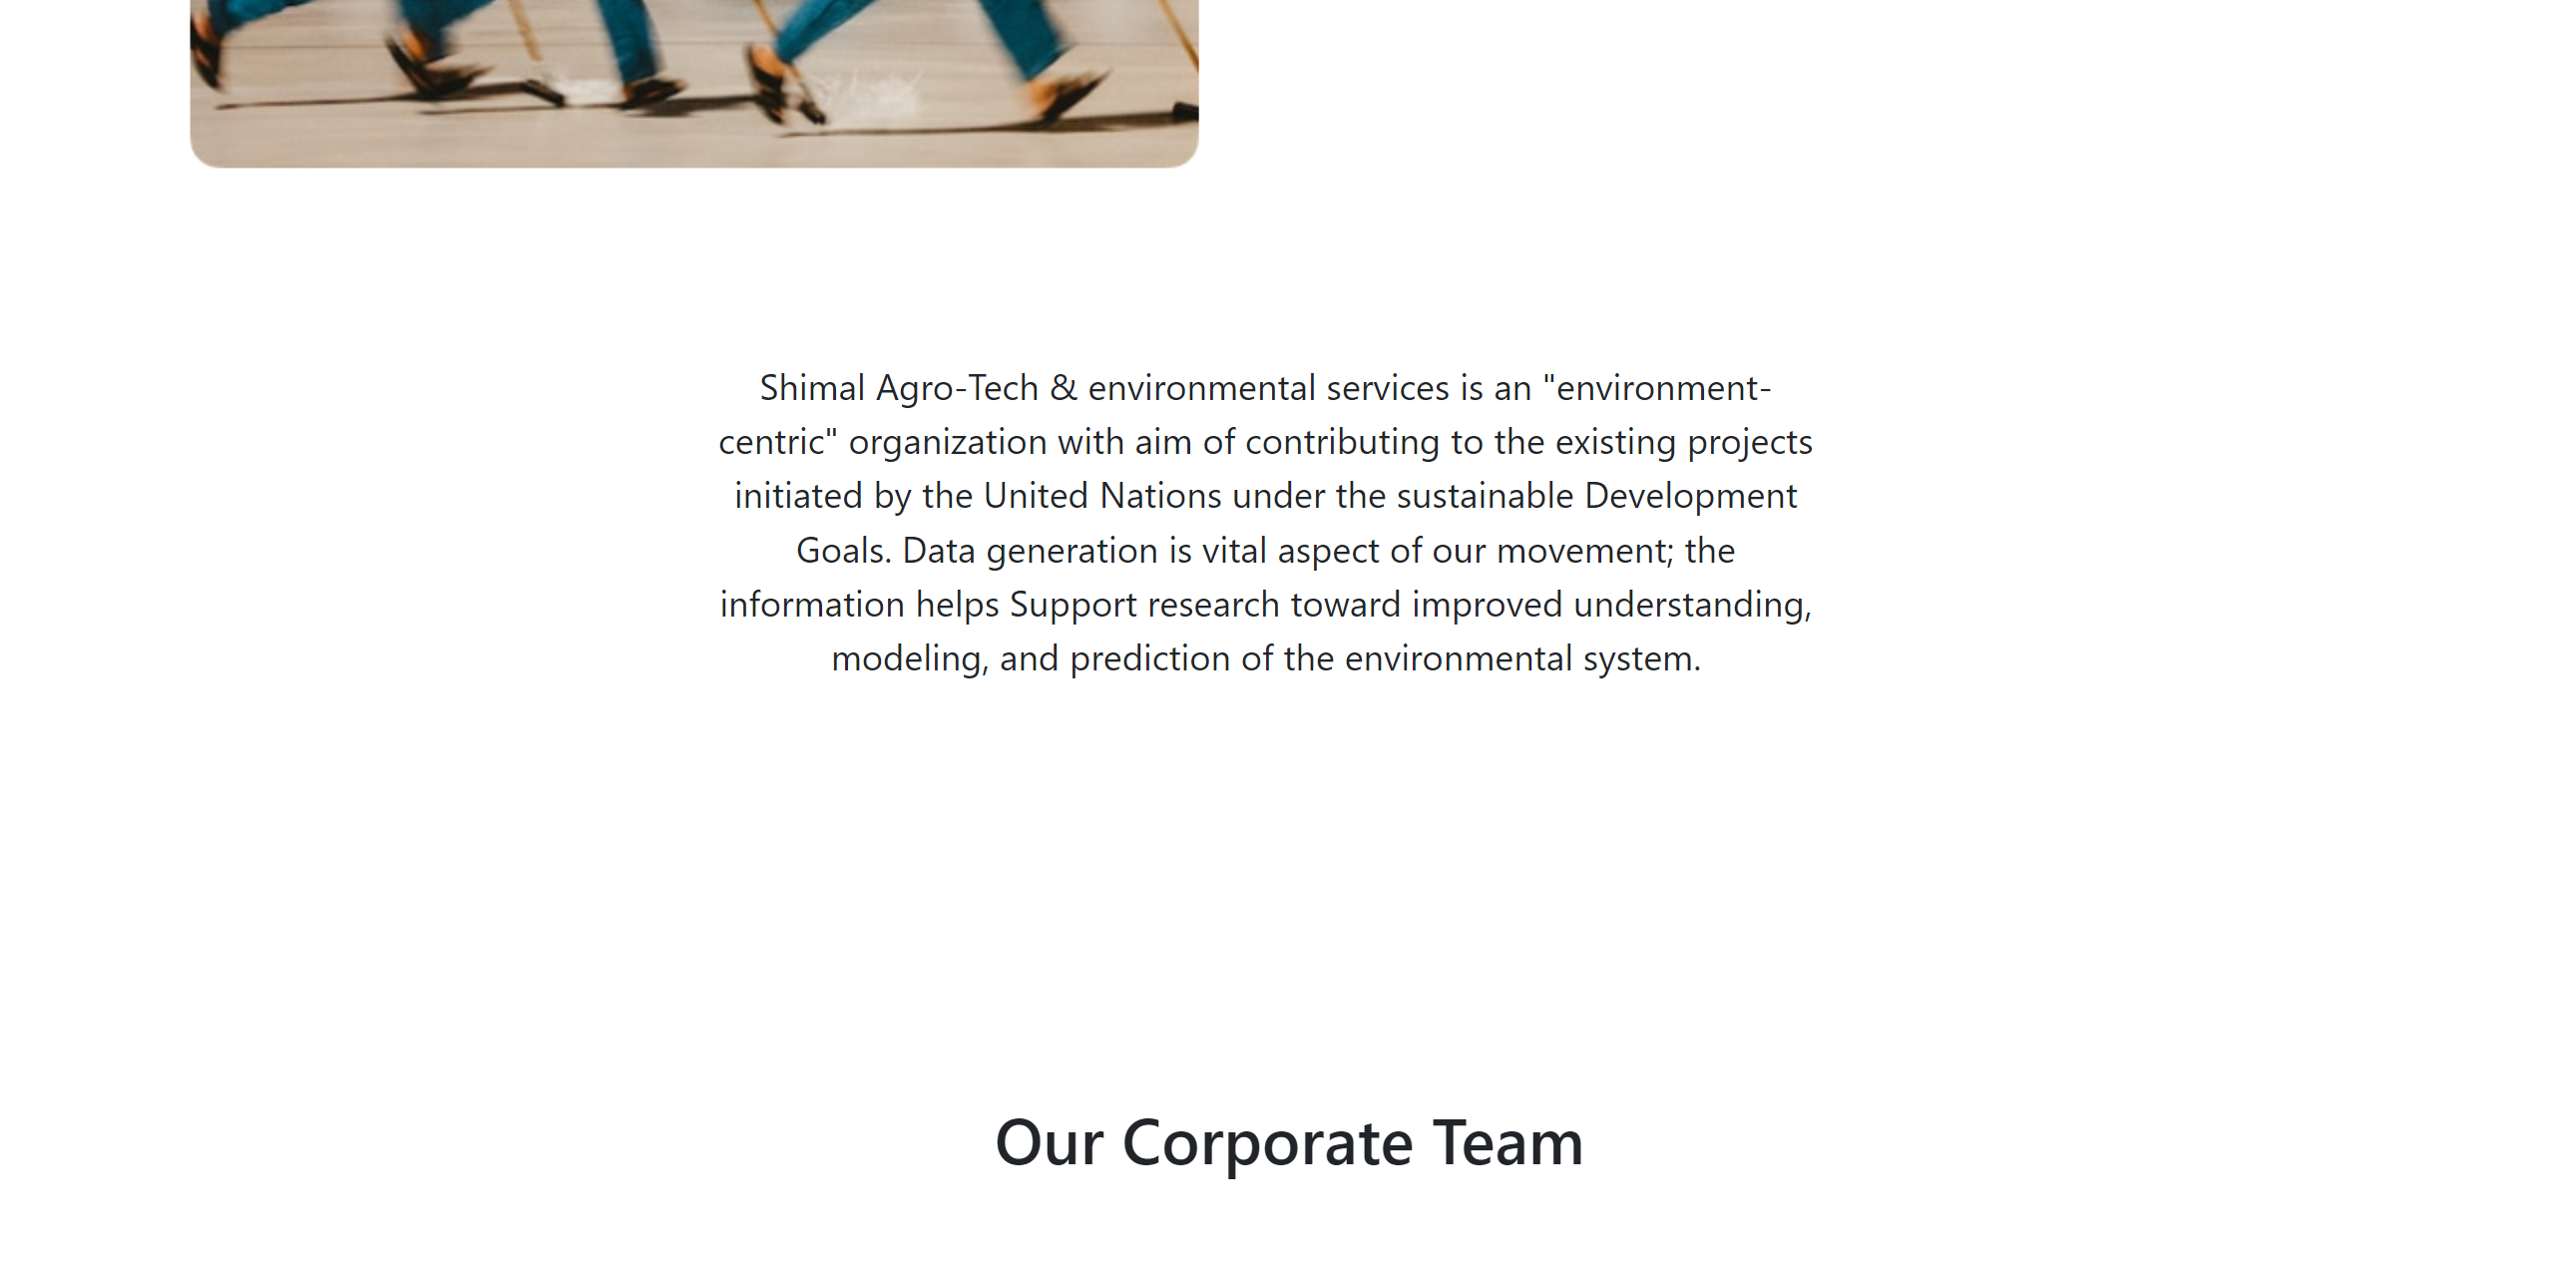 Shimal Agro-Tech & environmental services is an "environment-
centric" organization with aim of contributing to the existing projects
initiated by the United Nations under the sustainable Development
Goals. Data generation is vital aspect of our movement; the
information helps Support research toward improved understanding,
modeling, and prediction of the environmental system.
Our Corporate Team